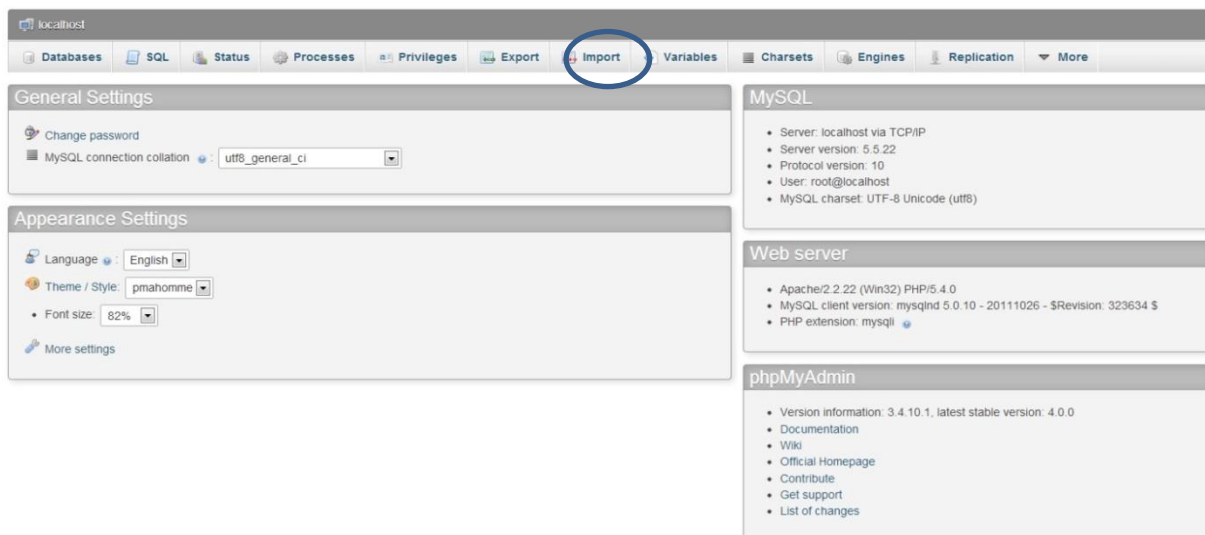 localhost
Databases SQL Status Processes Privileges Export Import Variables Charsets Engines Replication More
General Settings
Change password
MySQL connection collation : utf8_general_ci
Appearance Settings
Language : English
Theme / Style: pmahomme
• Font size: 82%
More settings
MySQL
• Server: localhost via TCP/IP
• Server version: 5.5.22
• Protocol version: 10
• User: root@localhost
• MySQL charset: UTF-8 Unicode (utf8)
Web server
• Apache/2.2.22 (Win32) PHP/5.4.0
• MySQL client version: mysqlnd 5.0.10 - 20111026 - $Revision: 323634 $
• PHP extension: mysqli
phpMyAdmin
• Version information: 3.4.10.1, latest stable version: 4.0.0
• Documentation
• Wiki
• Official Homepage
• Contribute
• Get support
• List of changes